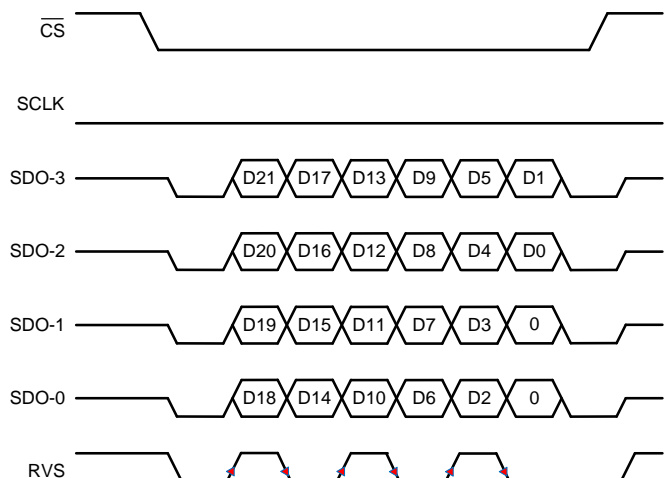 CS
SCLK
SDO-3 D21 D17 D13 D9 D5 D1
SDO-2 D20 D16 D12 D8 D4 D0
SDO-1 D19 D15 D11 D7 D3 0
SDO-0 D18 D14 D10 D6 D2 0
RVS